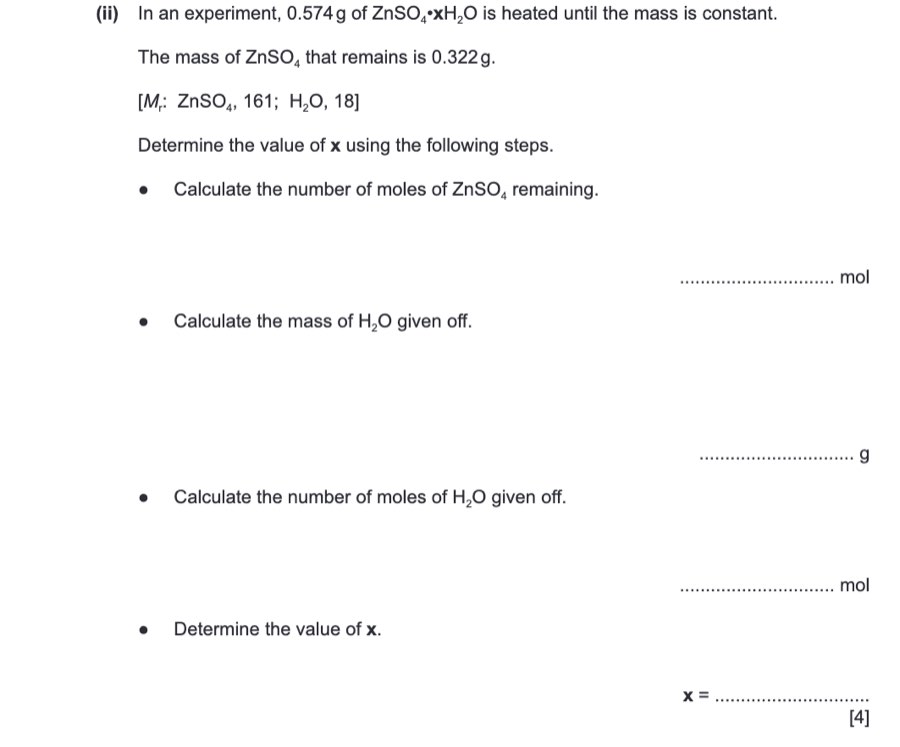 (ii) In an experiment, 0.574 g of ZnSO₄•xH₂O is heated until the mass is constant.
The mass of ZnSO₄ that remains is 0.322 g.
[Mᵣ: ZnSO₄, 161; H₂O, 18]
Determine the value of x using the following steps.
• Calculate the number of moles of ZnSO₄ remaining.
.............................. mol
• Calculate the mass of H₂O given off.
.............................. g
• Calculate the number of moles of H₂O given off.
.............................. mol
• Determine the value of x.
x = ..............................
[4]